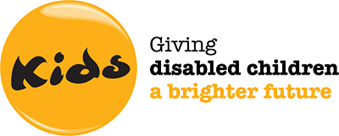 Kids
Giving
disabled children
a brighter future